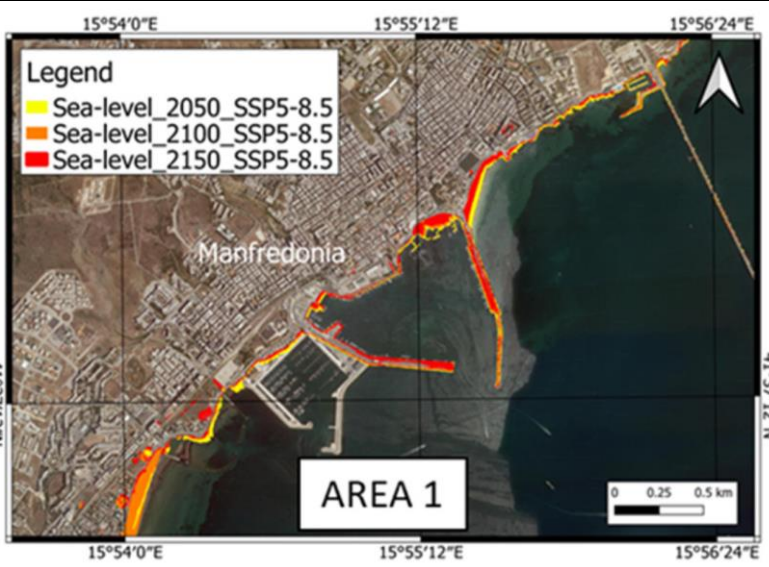 15°54′0″E 15°55′12″E 15°56′24″E
Legend
Sea-level_2050_SSP5-8.5
Sea-level_2100_SSP5-8.5
Sea-level_2150_SSP5-8.5
Manfredonia
AREA 1
0 0.25 0.5 km
15°54′0″E 15°55′12″E 15°56′24″E